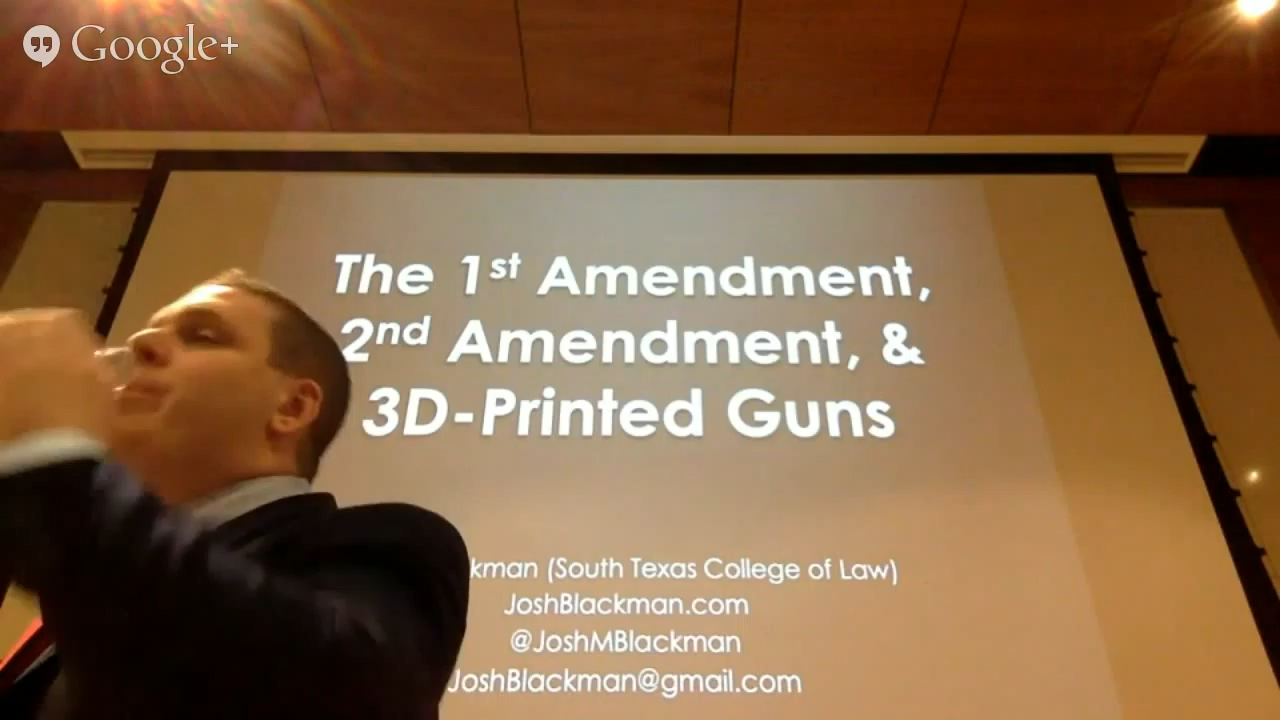 Google+
The 1st Amendment,
2nd Amendment, &
3D-Printed Guns
kman (South Texas College of Law)
JoshBlackman.com
@JoshMBlackman
JoshBlackman@gmail.com